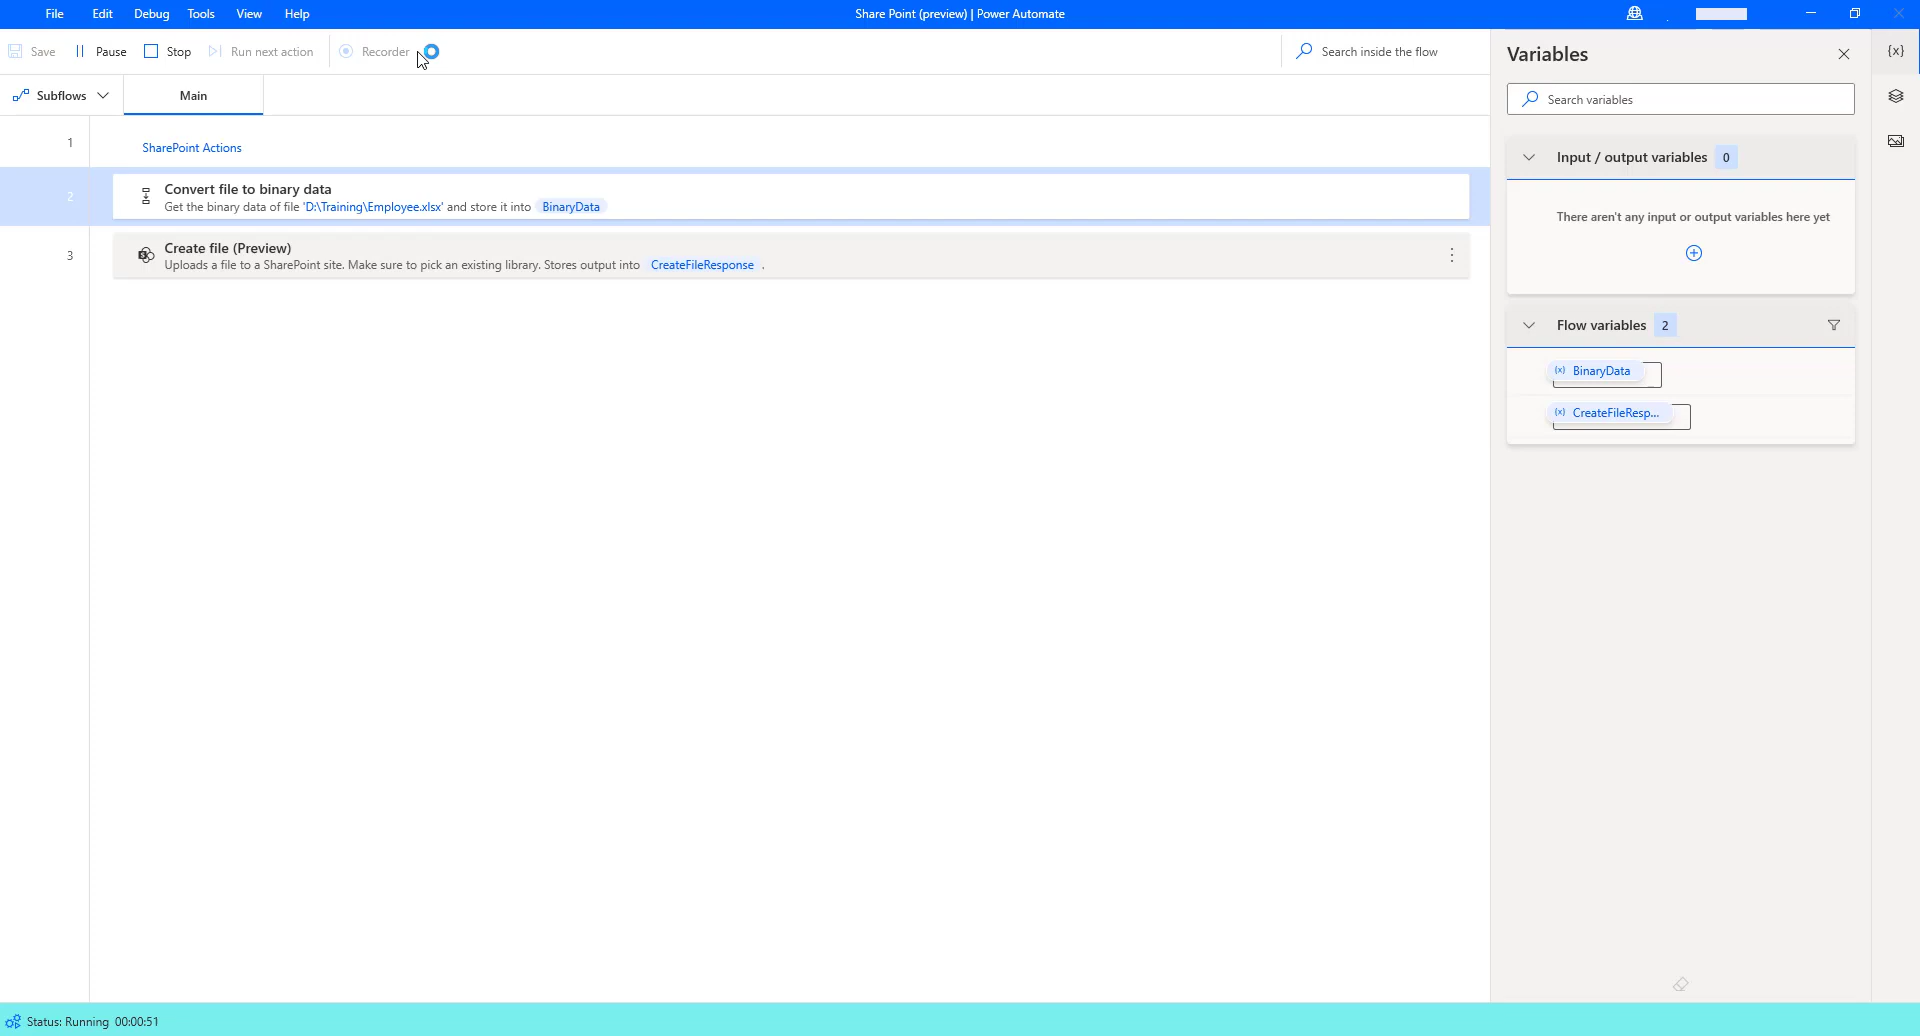 File Edit Debug Tools View Help
Share Point (preview) | Power Automate
Save Pause Stop Run next action Recorder
Search inside the flow
Subflows Main
1
SharePoint Actions
2
Convert file to binary data
Get the binary data of file 'D:\Training\Employee.xlsx' and store it into BinaryData
3
Create file (Preview)
Uploads a file to a SharePoint site. Make sure to pick an existing library. Stores output into CreateFileResponse .
Variables
{x}
Search variables
Input / output variables 0
There aren't any input or output variables here yet
Flow variables 2
(x) BinaryData
(x) CreateFileResp...
Status: Running 00:00:51